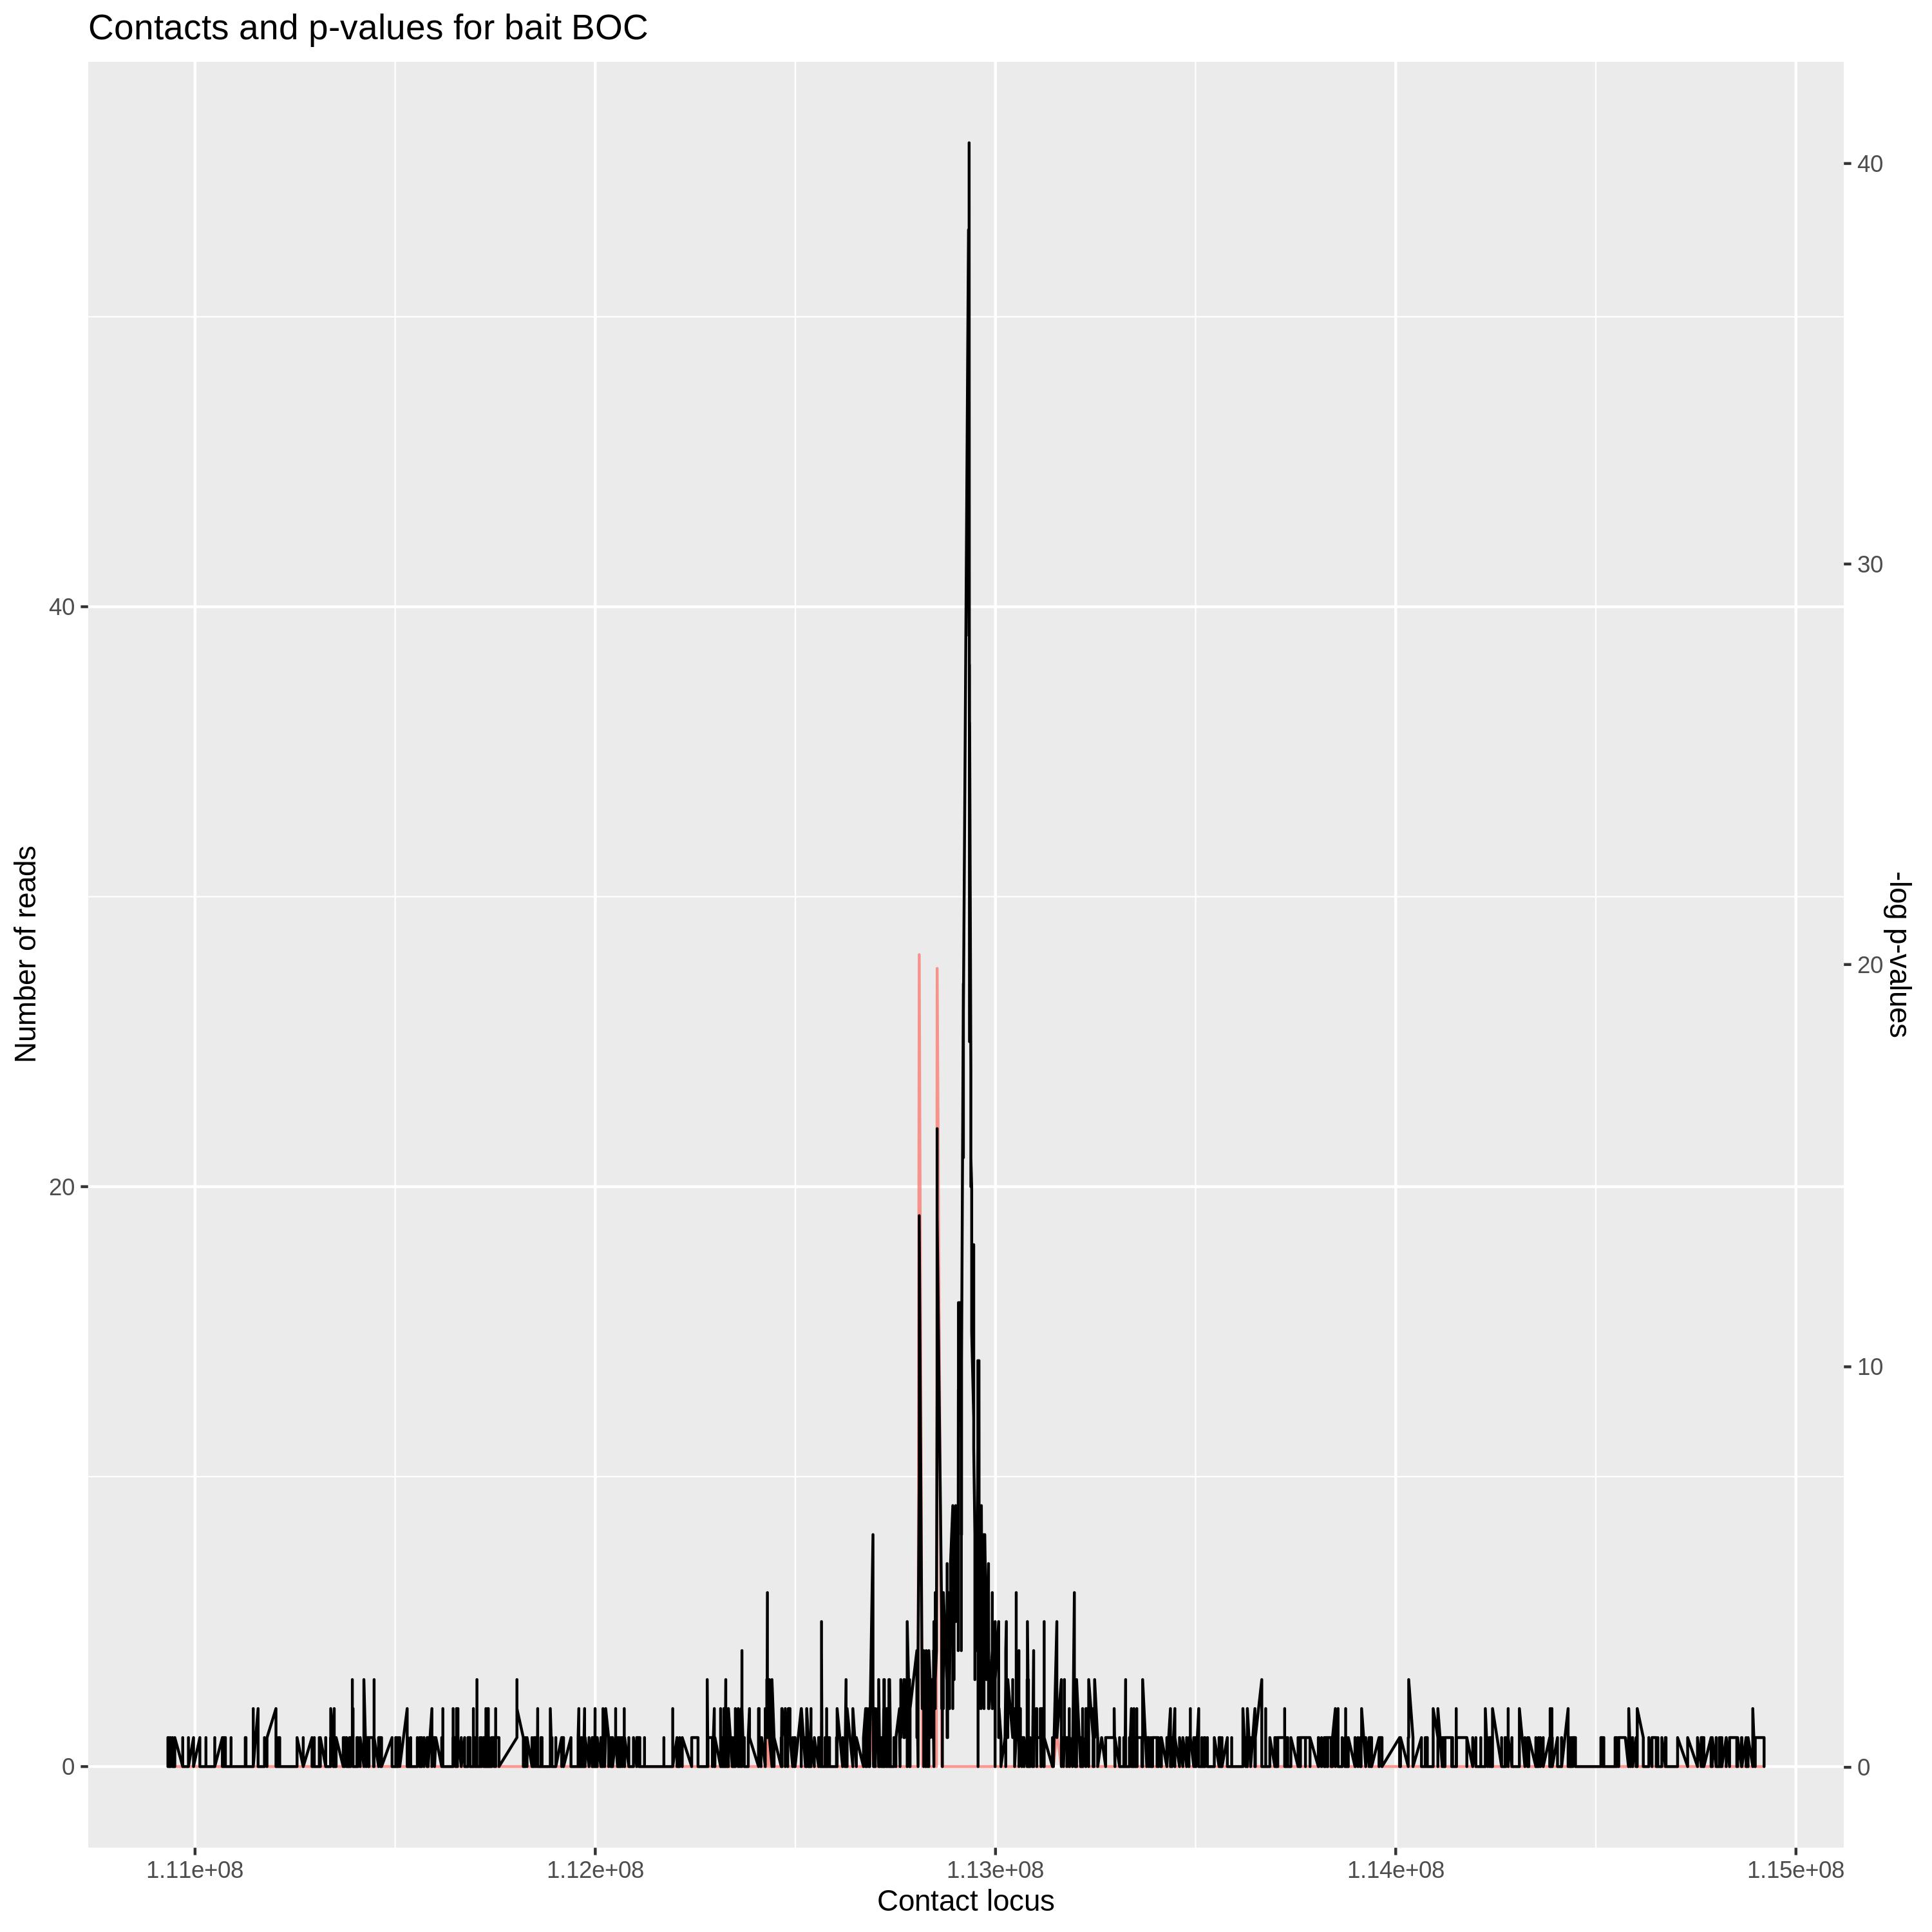 Contacts and p-values for bait BOC
Number of reads
40
20
0
40
30
20
10
0
-log p-values
1.11e+08
1.12e+08
1.13e+08
1.14e+08
1.15e+08
Contact locus